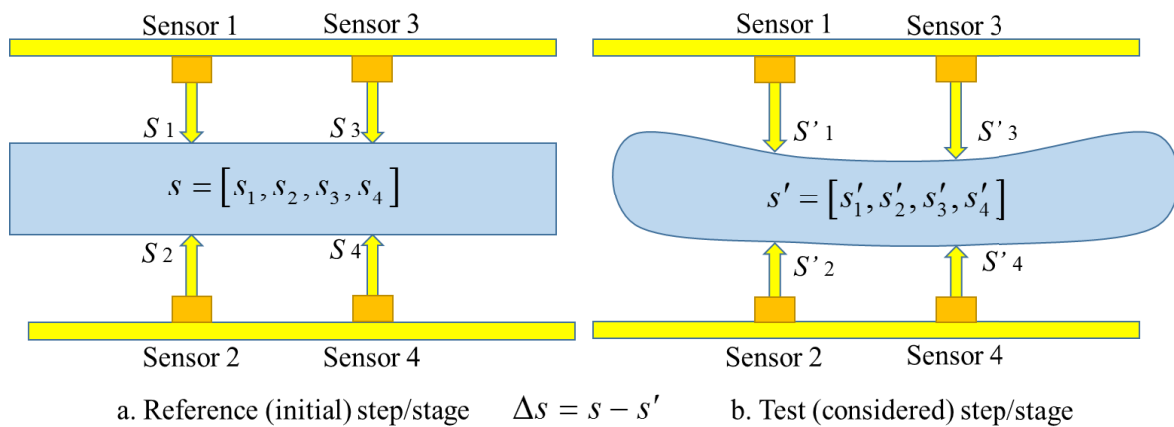 Sensor 1 Sensor 3 Sensor 1 Sensor 3
S 1 S 3 S’ 1 S’ 3
s = [s₁, s₂, s₃, s₄] s′ = [s′₁, s′₂, s′₃, s′₄]
S 2 S 4 S’ 2 S’ 4
Sensor 2 Sensor 4 Sensor 2 Sensor 4
a. Reference (initial) step/stage Δs = s − s′ b. Test (considered) step/stage